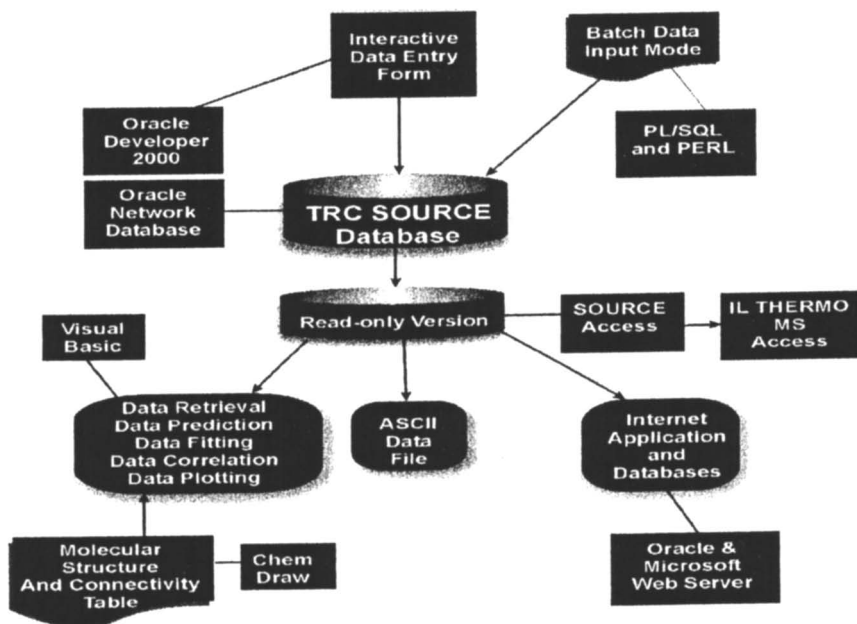 Interactive
Data Entry
Form
Batch Data
Input Mode
Oracle
Developer
2000
PL/SQL
and PERL
Oracle
Network
Database
TRC SOURCE
Database
Read-only Version
SOURCE
Access
IL THERMO
MS
Access
Visual
Basic
Data Retrieval
Data Prediction
Data Fitting
Data Correlation
Data Plotting
ASCII
Data
File
Internet
Application
and
Databases
Molecular
Structure
And Connectivity
Table
Chem
Draw
Oracle &
Microsoft
Web Server